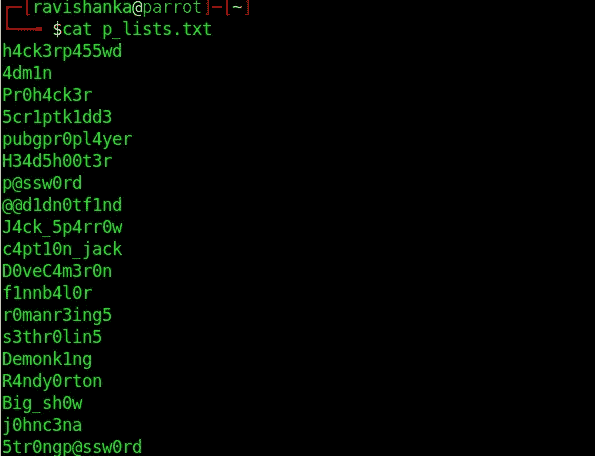 [ravishanka@parrot]-[~]
$cat p_lists.txt
h4ck3rp455wd
4dm1n
Pr0h4ck3r
5cr1ptk1dd3
pubgpr0pl4yer
H34d5h00t3r
p@ssw0rd
@@d1dn0tf1nd
J4ck_5p4rr0w
c4pt10n_jack
D0veC4m3r0n
f1nnb4l0r
r0manr3ing5
s3thr0lin5
Demonk1ng
R4ndy0rton
Big_sh0w
j0hnc3na
5tr0ngp@ssw0rd